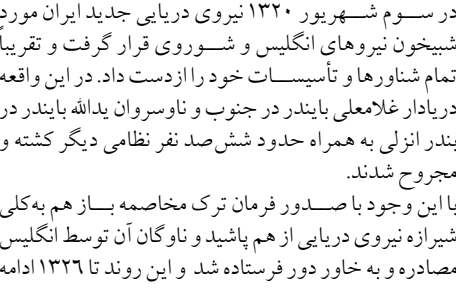 در سوم شهریور ۱۳۲۰ نیروی دریایی جدید ایران مورد
شبیخون نیروهای انگلیس و شوروی قرار گرفت و تقریباً
تمام شناورها و تأسیسات خود را ازدست داد. در این واقعه
دریادار غلامعلی بایندر در جنوب و ناوسروان یدالله بایندر در
بندر انزلی به همراه حدود شش‌صد نفر نظامی دیگر کشته و
مجروح شدند.
با این وجود با صدور فرمان ترک مخاصمه باز هم به‌کلی
شیرازه نیروی دریایی از هم پاشید و ناوگان آن توسط انگلیس
مصادره و به خاور دور فرستاده شد و این روند تا ۱۳۲۶ ادامه